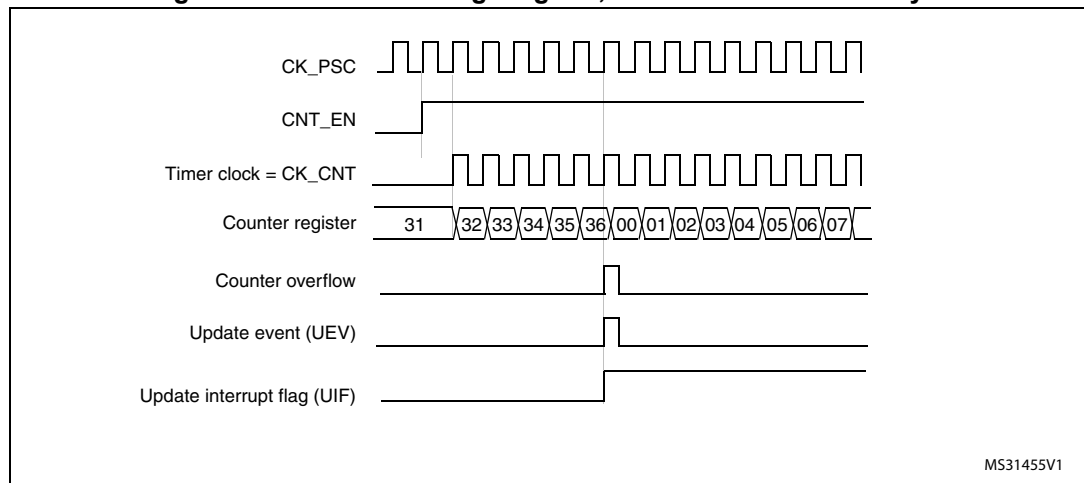 CK_PSC
CNT_EN
Timer clock = CK_CNT
Counter register 31 32 33 34 35 36 00 01 02 03 04 05 06 07
Counter overflow
Update event (UEV)
Update interrupt flag (UIF)
MS31455V1